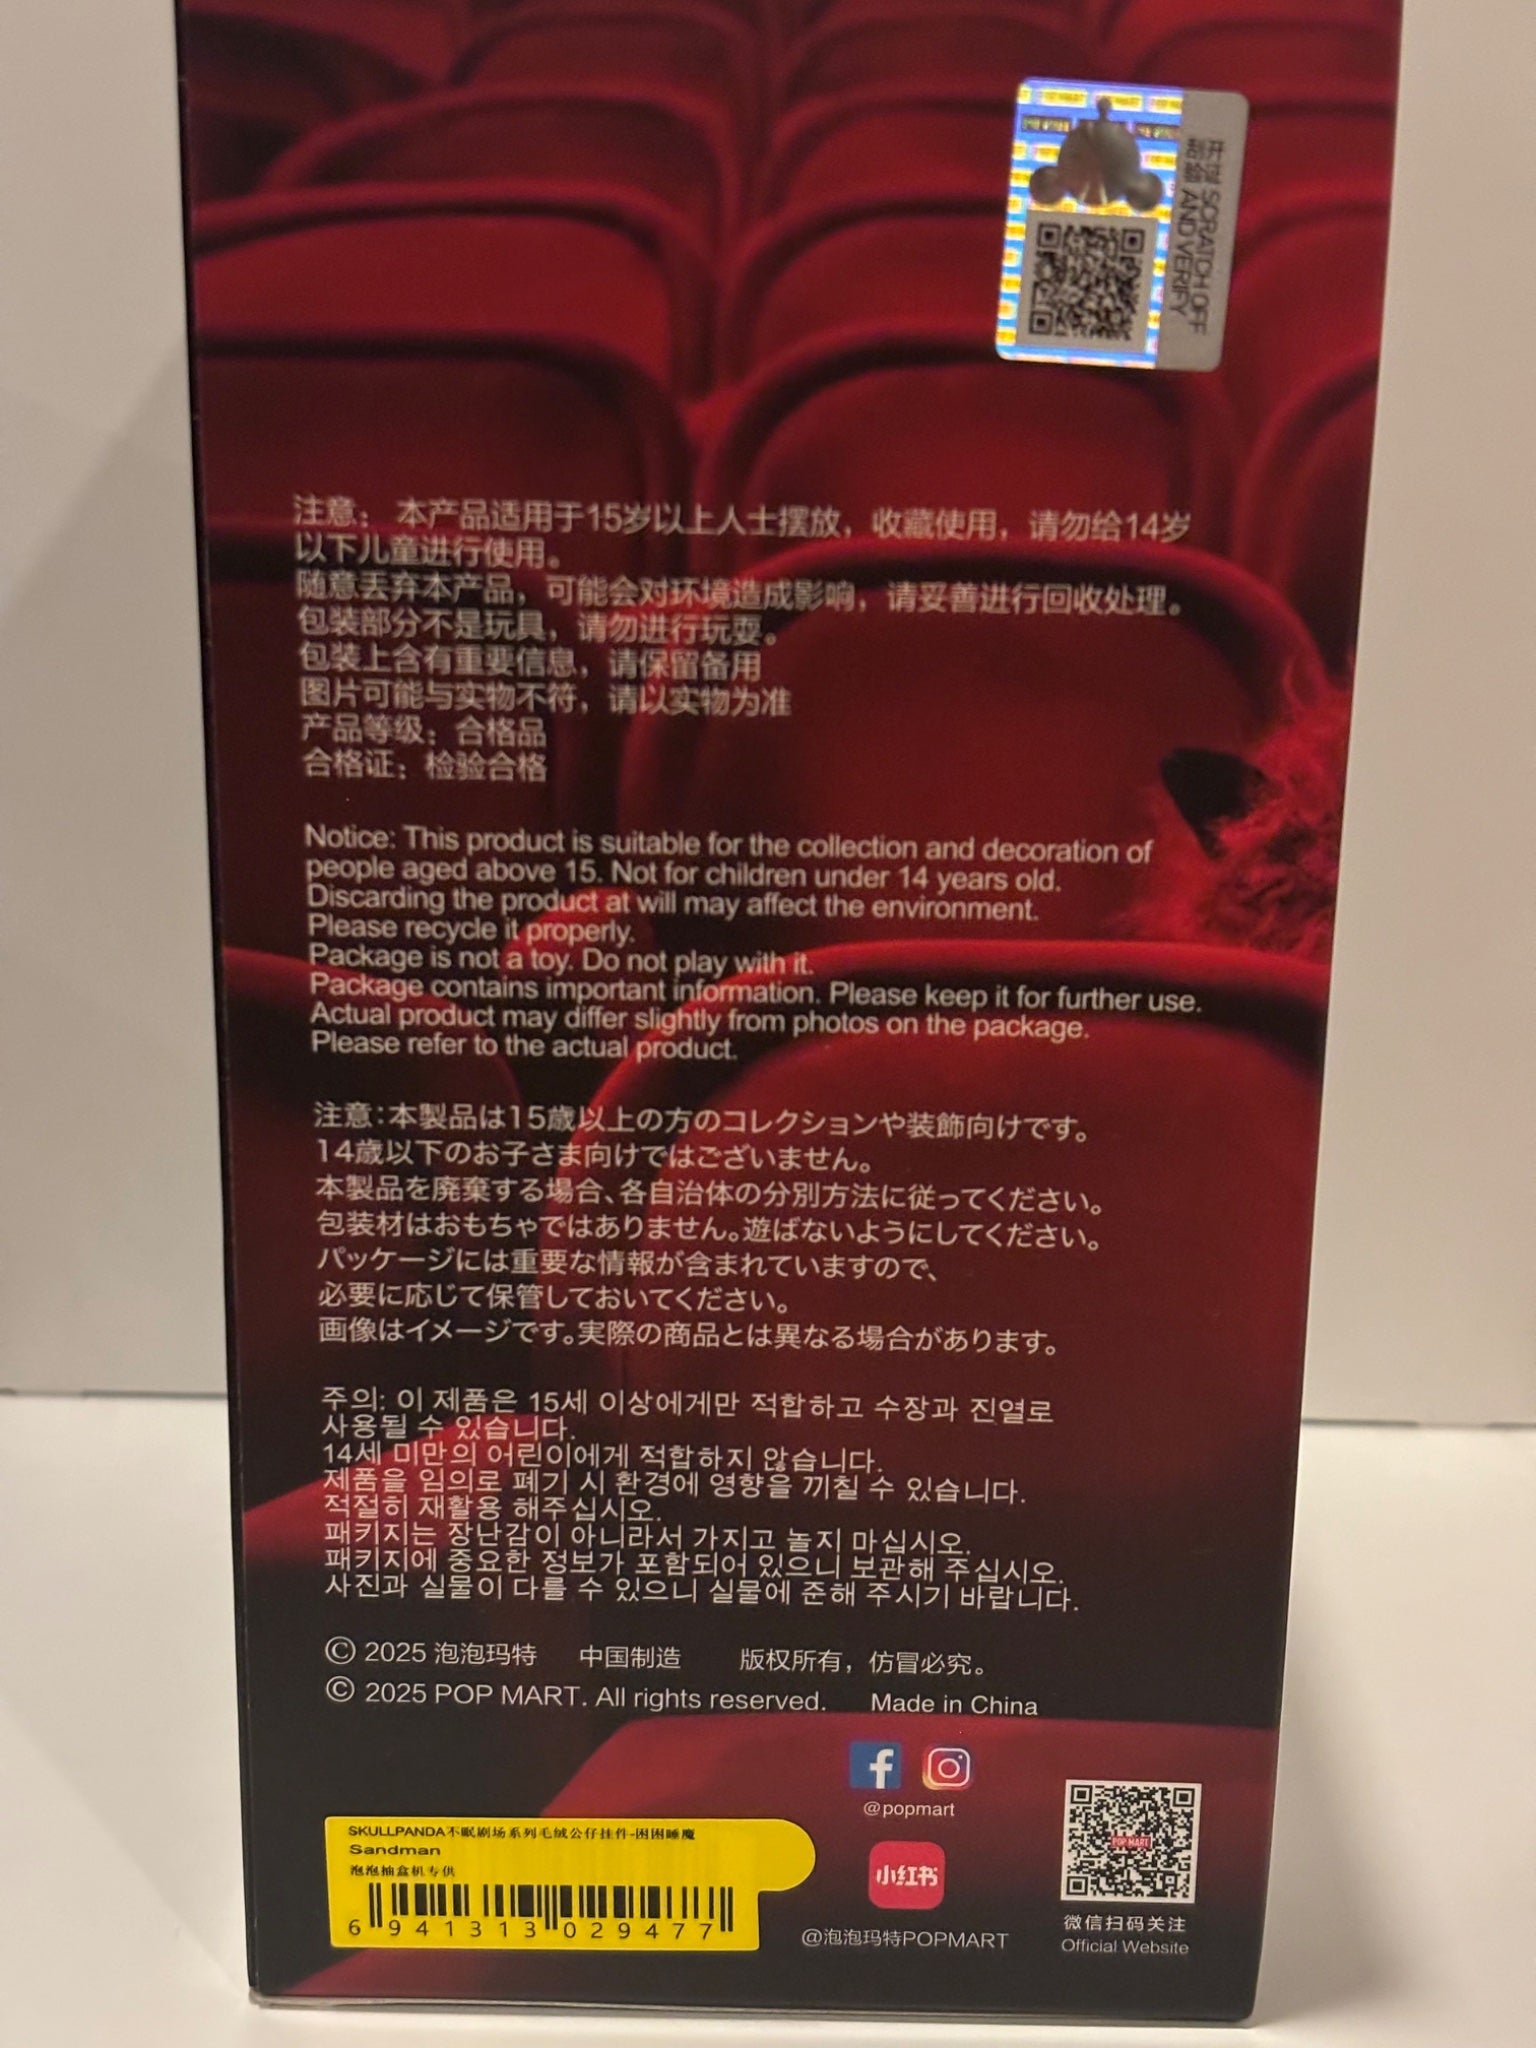 开 证 SCRATCH OFF
刮 验 AND VERIFY
注意： 本产品适用于15岁以上人士摆放，收藏使用，请勿给14岁
以下儿童进行使用。
随意丢弃本产品，可能会对环境造成影响，请妥善进行回收处理。
包装部分不是玩具，请勿进行玩耍。
包装上含有重要信息，请保留备用
图片可能与实物不符，请以实物为准
产品等级：合格品
合格证：检验合格
Notice: This product is suitable for the collection and decoration of
people aged above 15. Not for children under 14 years old.
Discarding the product at will may affect the environment.
Please recycle it properly.
Package is not a toy. Do not play with it.
Package contains important information. Please keep it for further use.
Actual product may differ slightly from photos on the package.
Please refer to the actual product.
注意:本製品は15歳以上の方のコレクションや装飾向けです。
14歳以下のお子さま向けではございません。
本製品を廃棄する場合、各自治体の分別方法に従ってください。
包装材はおもちゃではありません。遊ばないようにしてください。
パッケージには重要な情報が含まれていますので、
必要に応じて保管しておいてください。
画像はイメージです。実際の商品とは異なる場合があります。
주의: 이 제품은 15세 이상에게만 적합하고 수장과 진열로
사용될 수 있습니다.
14세 미만의 어린이에게 적합하지 않습니다.
제품을 임의로 폐기 시 환경에 영향을 끼칠 수 있습니다.
적절히 재활용 해주십시오.
패키지는 장난감이 아니라서 가지고 놀지 마십시오.
패키지에 중요한 정보가 포함되어 있으니 보관해 주십시오.
사진과 실물이 다를 수 있으니 실물에 준해 주시기 바랍니다.
© 2025 泡泡玛特 中国制造 版权所有，仿冒必究。
© 2025 POP MART. All rights reserved. Made in China
@popmart
SKULLPANDA不眠剧场系列毛绒公仔挂件-困困睡魔
Sandman
泡泡抽盒机专供
6 941313 029477
小红书
@泡泡玛特POPMART
POP MART
微信扫码关注
Official Website